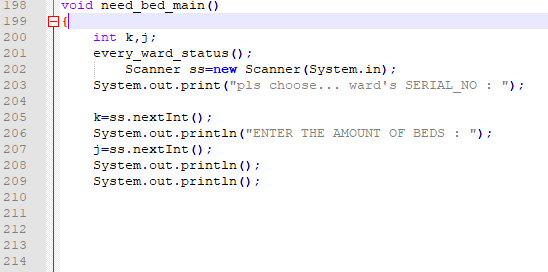 198 void need_bed_main()
199 {
200 int k,j;
201 every_ward_status();
202 Scanner ss=new Scanner(System.in);
203 System.out.print("pls choose... ward's SERIAL_NO : ");
204
205 k=ss.nextInt();
206 System.out.println("ENTER THE AMOUNT OF BEDS : ");
207 j=ss.nextInt();
208 System.out.println();
209 System.out.println();
210
211
212
213
214